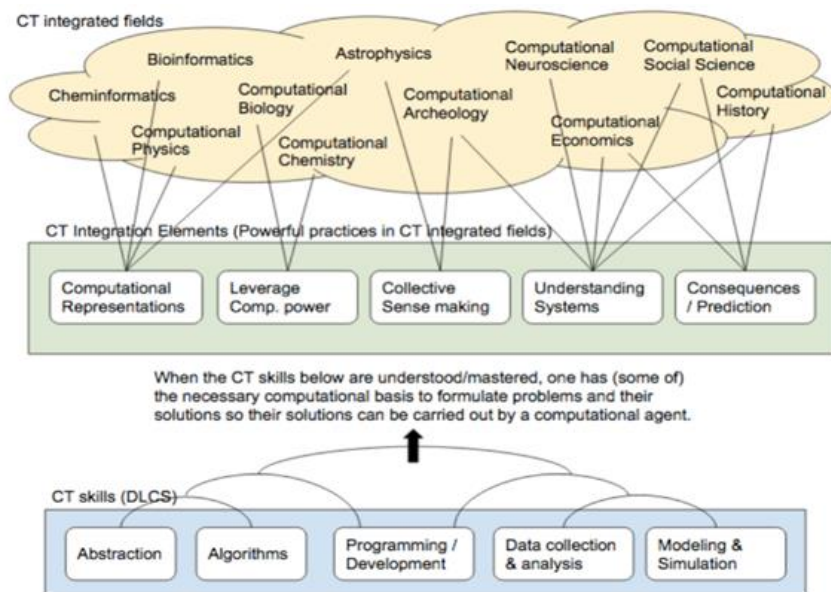 CT integrated fields
Bioinformatics
Astrophysics
Computational
Neuroscience
Computational
Social Science
Cheminformatics
Computational
Biology
Computational
Archeology
Computational
History
Computational
Physics
Computational
Chemistry
Computational
Economics
CT Integration Elements (Powerful practices in CT integrated fields)
Computational
Representations
Leverage
Comp. power
Collective
Sense making
Understanding
Systems
Consequences
/ Prediction
When the CT skills below are understood/mastered, one has (some of)
the necessary computational basis to formulate problems and their
solutions so their solutions can be carried out by a computational agent.
CT skills (DLCS)
Abstraction
Algorithms
Programming /
Development
Data collection
& analysis
Modeling &
Simulation